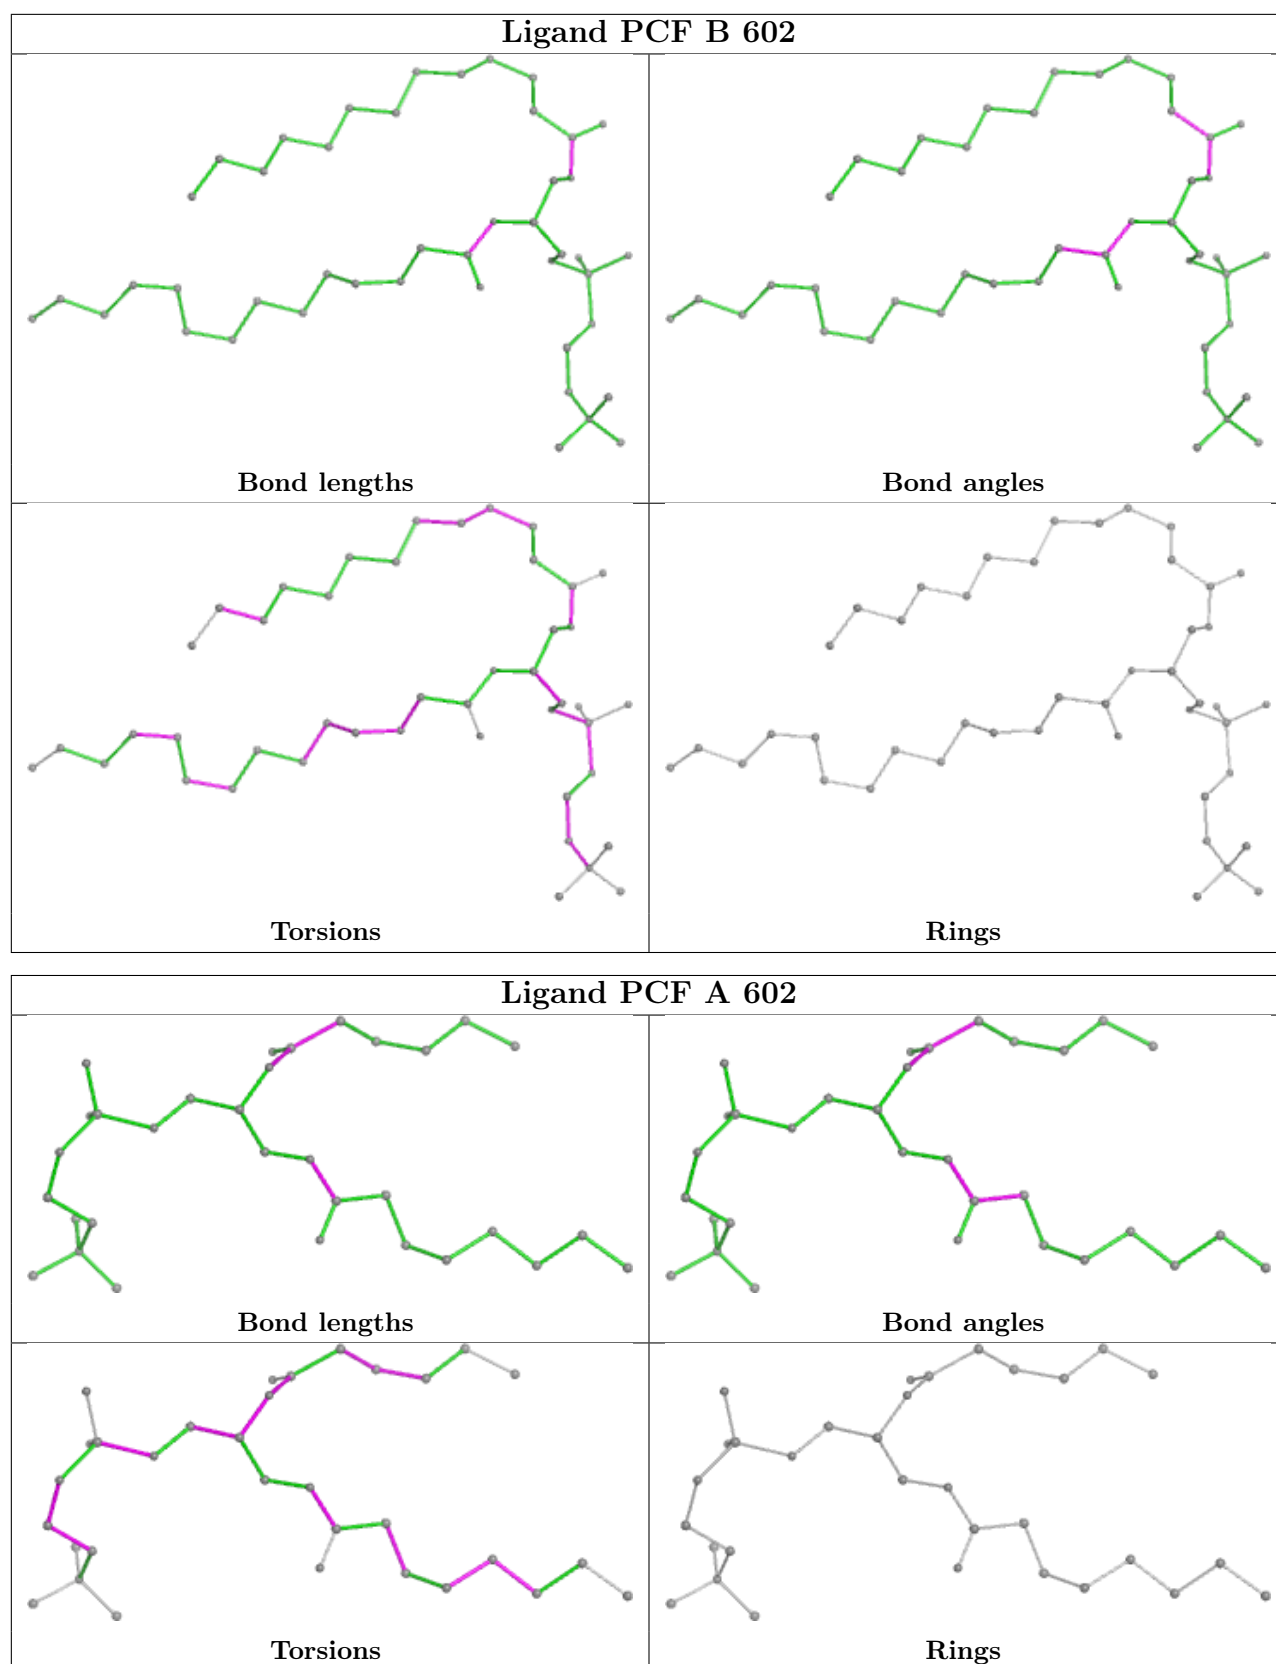 Ligand PCF B 602
Bond lengths
Bond angles
Torsions
Rings
Ligand PCF A 602
Bond lengths
Bond angles
Torsions
Rings